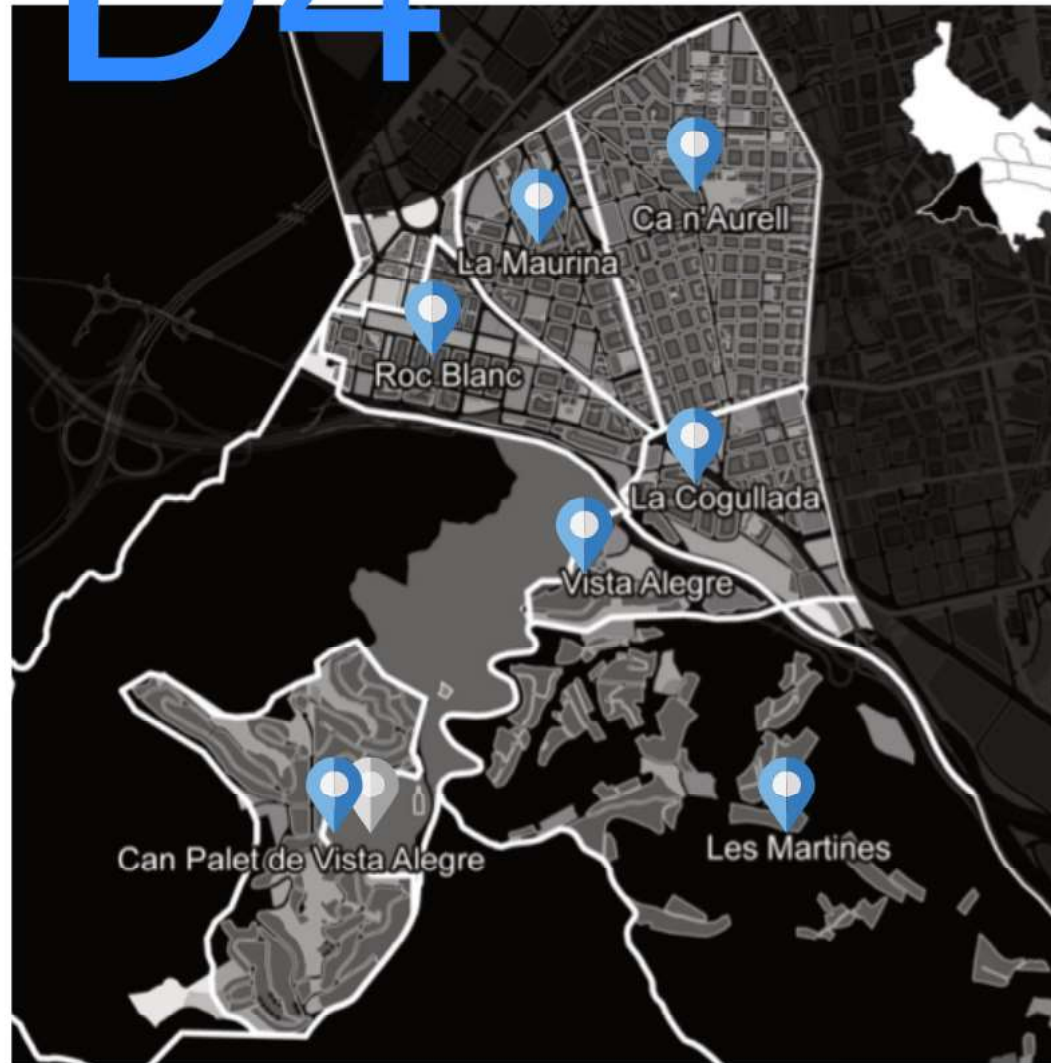 D4
Ca n'Aurell
La Maurina
Roc Blanc
La Cogullada
Vista Alegre
Les Martines
Can Palet de Vista Alegre